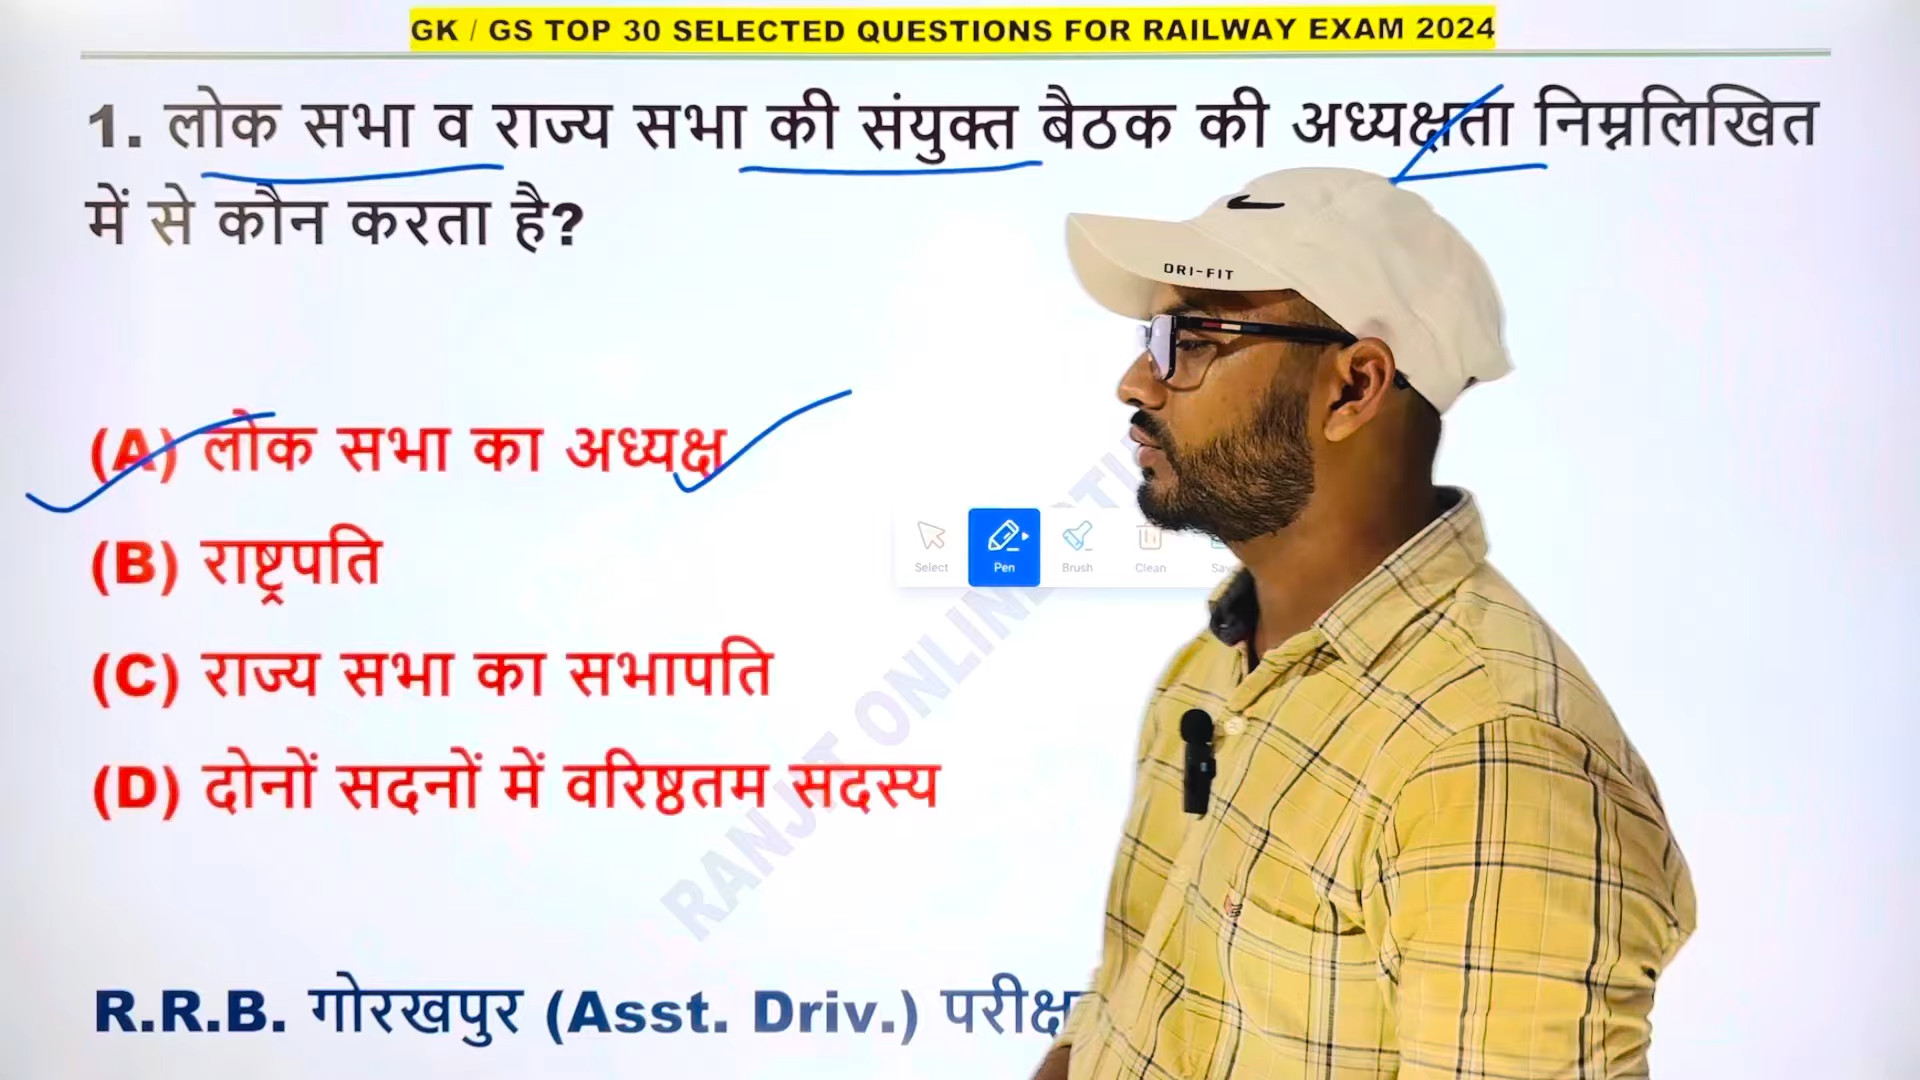 GK / GS TOP 30 SELECTED QUESTIONS FOR RAILWAY EXAM 2024
1. लोक सभा व राज्य सभा की संयुक्त बैठक की अध्यक्षता निम्नलिखित
में से कौन करता है?
DRI-FIT
(A) लोक सभा का अध्यक्ष
(B) राष्ट्रपति
Select Pen Brush Clean
(C) राज्य सभा का सभापति
(D) दोनों सदनों में वरिष्ठतम सदस्य
RANJIT ONLINE
R.R.B. गोरखपुर (Asst. Driv.)